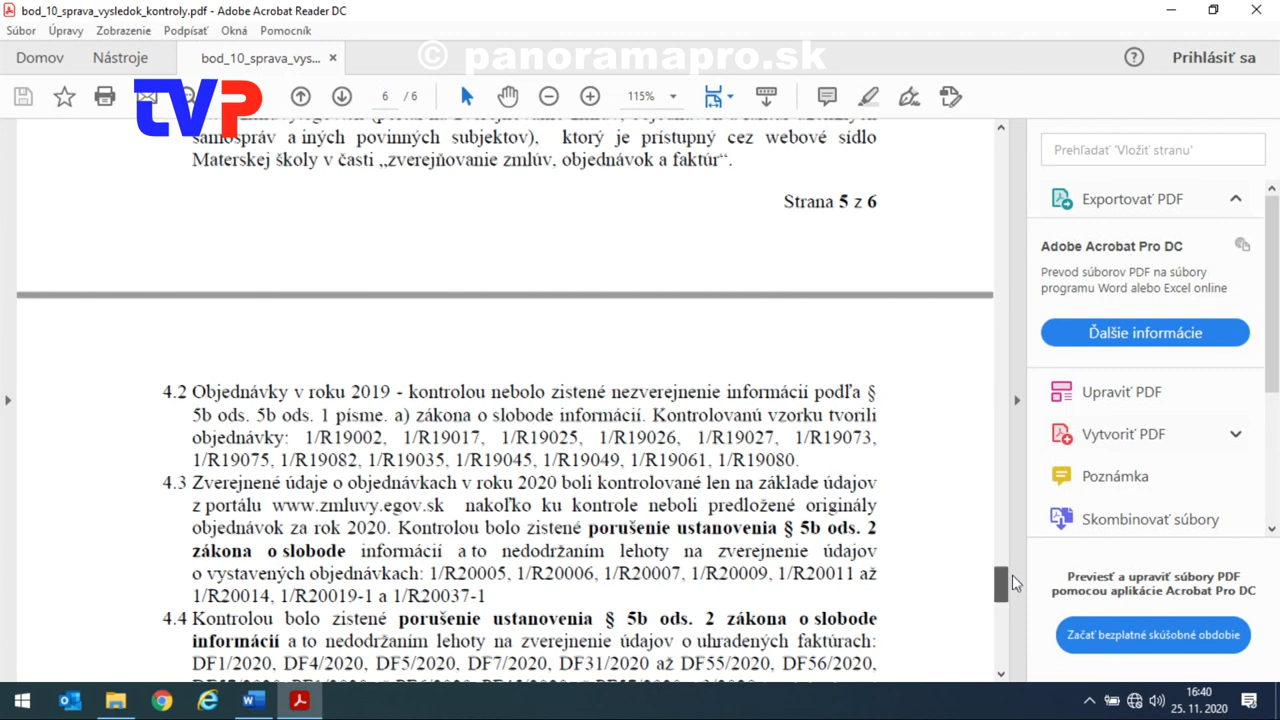 bod_10_sprava_vysledok_kontroly.pdf - Adobe Acrobat Reader DC
Súbor Úpravy Zobrazenie Podpísať Okná Pomocník
© panoramapro.sk
Domov Nástroje bod_10_sprava_vys... × Prihlásiť sa
TVP
6 / 6 115%
samospráv a iných povinných subjektov), ktorý je prístupný cez webové sídlo
Materskej školy v časti „zverejňovanie zmlúv, objednávok a faktúr“.
Strana 5 z 6
4.2 Objednávky v roku 2019 - kontrolou nebolo zistené nezverejnenie informácií podľa §
5b ods. 5b ods. 1 písme. a) zákona o slobode informácií. Kontrolovanú vzorku tvorili
objednávky: 1/R19002, 1/R19017, 1/R19025, 1/R19026, 1/R19027, 1/R19073,
1/R19075, 1/R19082, 1/R19035, 1/R19045, 1/R19049, 1/R19061, 1/R19080.
4.3 Zverejnené údaje o objednávkach v roku 2020 boli kontrolované len na základe údajov
z portálu www.zmluvy.egov.sk nakoľko ku kontrole neboli predložené originály
objednávok za rok 2020. Kontrolou bolo zistené porušenie ustanovenia § 5b ods. 2
zákona o slobode informácií a to nedodržaním lehoty na zverejnenie údajov
o vystavených objednávkach: 1/R20005, 1/R20006, 1/R20007, 1/R20009, 1/R20011 až
1/R20014, 1/R20019-1 a 1/R20037-1
4.4 Kontrolou bolo zistené porušenie ustanovenia § 5b ods. 2 zákona o slobode
informácií a to nedodržaním lehoty na zverejnenie údajov o uhradených faktúrach:
DF1/2020, DF4/2020, DF5/2020, DF7/2020, DF31/2020 až DF55/2020, DF56/2020,
Prehľadať 'Vložiť stranu'
Exportovať PDF
Adobe Acrobat Pro DC
Prevod súborov PDF na súbory
programu Word alebo Excel online
Ďalšie informácie
Upraviť PDF
Vytvoriť PDF
Poznámka
Skombinovať súbory
Previesť a upraviť súbory PDF
pomocou aplikácie Acrobat Pro DC
Začať bezplatné skúšobné obdobie
16:40
25. 11. 2020